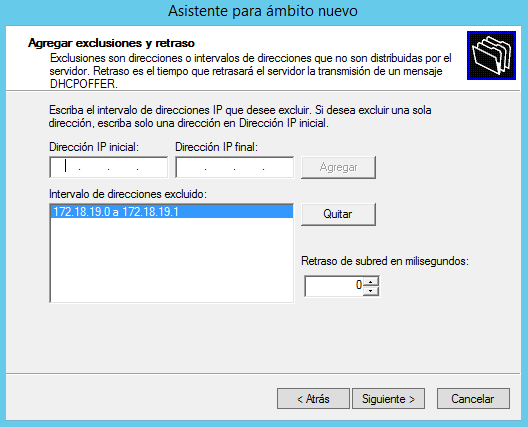 Asistente para ámbito nuevo
Agregar exclusiones y retraso
Exclusiones son direcciones o intervalos de direcciones que no son distribuidas por el
servidor. Retraso es el tiempo que retrasará el servidor la transmisión de un mensaje
DHCPOFFER.
Escriba el intervalo de direcciones IP que desee excluir. Si desea excluir una sola
dirección, escriba solo una dirección en Dirección IP inicial.
Dirección IP inicial: Dirección IP final:
. . . . . . Agregar
Intervalo de direcciones excluido:
172.18.19.0 a 172.18.19.1 Quitar
Retraso de subred en milisegundos:
0
< Atrás Siguiente > Cancelar